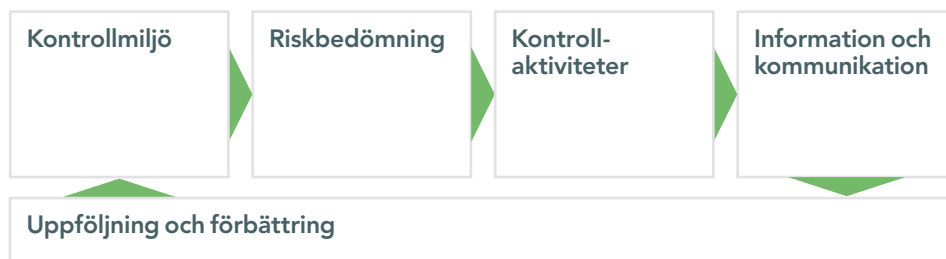 Kontrollmiljö
Riskbedömning
Kontroll-
aktiviteter
Information och
kommunikation
Uppföljning och förbättring